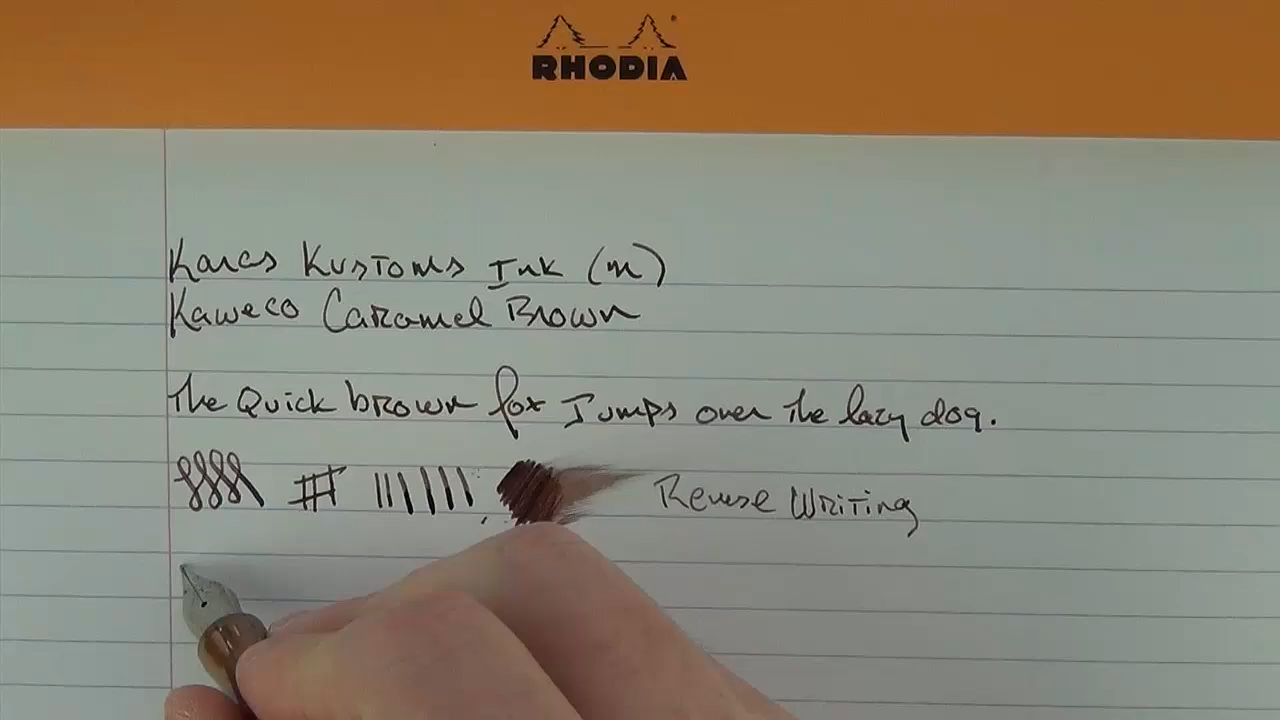 RHODIA
Karas Kustoms Ink (m)
Kaweco Caramel Brown
The Quick brown fox Jumps over the lazy dog.
Reverse Writing